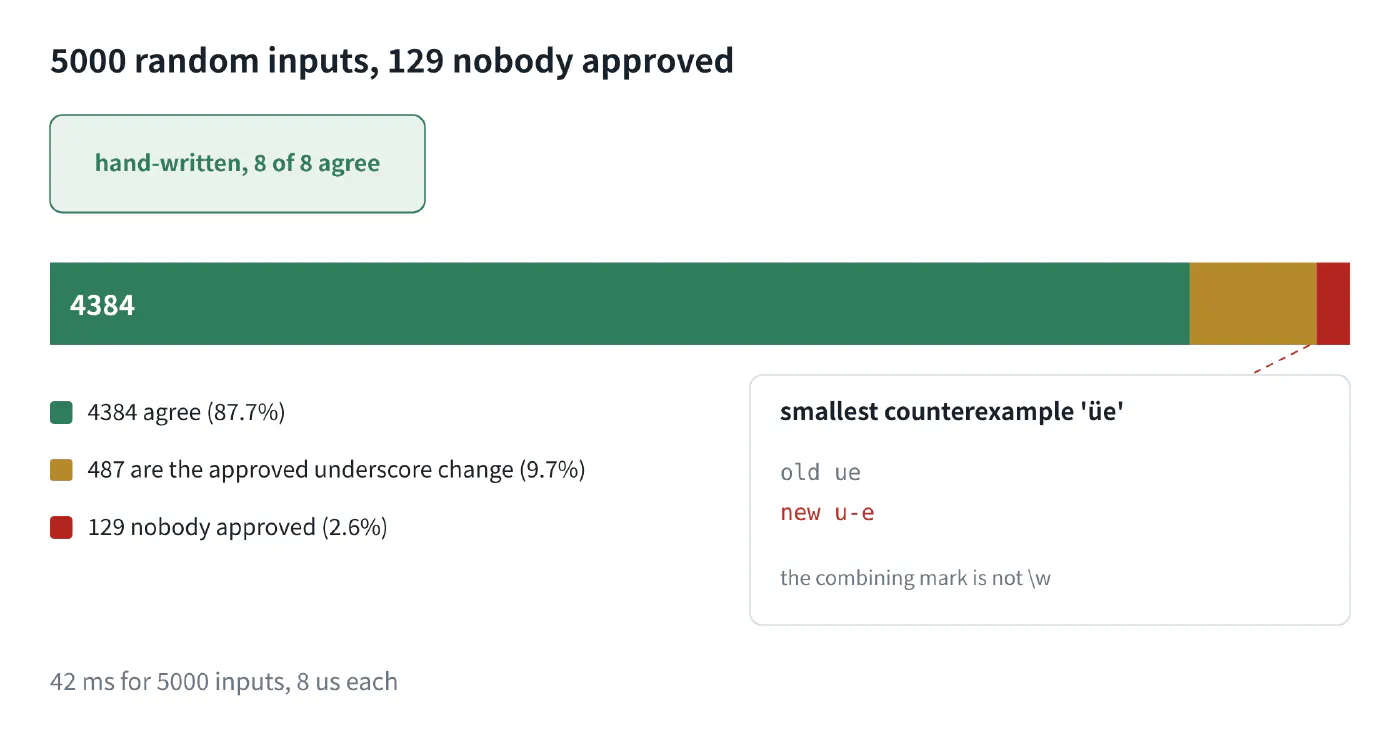 5000 random inputs, 129 nobody approved
hand-written, 8 of 8 agree
4384
4384 agree (87.7%)
487 are the approved underscore change (9.7%)
129 nobody approved (2.6%)
smallest counterexample 'üe'
old ue
new u-e
the combining mark is not \w
42 ms for 5000 inputs, 8 us each